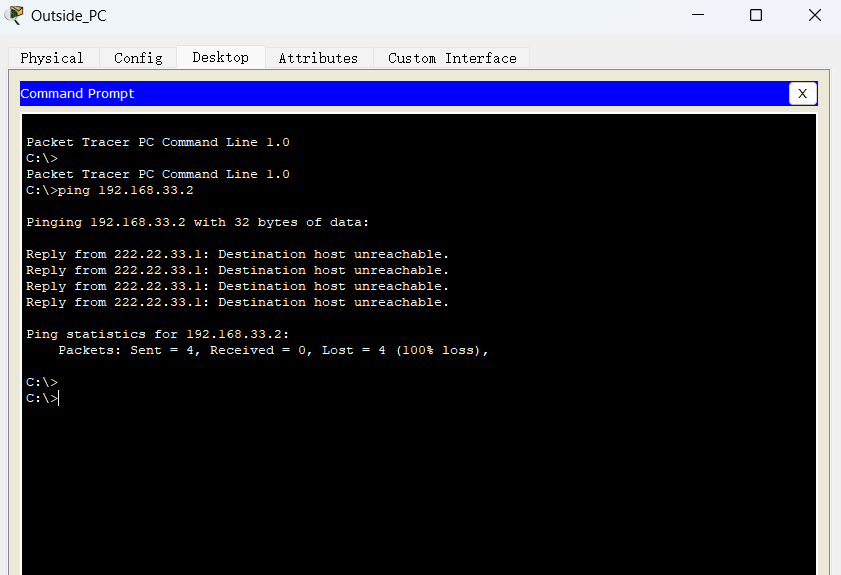 Outside_PC
Physical Config Desktop Attributes Custom Interface
Command Prompt X
Packet Tracer PC Command Line 1.0
C:\>
Packet Tracer PC Command Line 1.0
C:\>ping 192.168.33.2
Pinging 192.168.33.2 with 32 bytes of data:
Reply from 222.22.33.1: Destination host unreachable.
Reply from 222.22.33.1: Destination host unreachable.
Reply from 222.22.33.1: Destination host unreachable.
Reply from 222.22.33.1: Destination host unreachable.
Ping statistics for 192.168.33.2:
Packets: Sent = 4, Received = 0, Lost = 4 (100% loss),
C:\>
C:\>